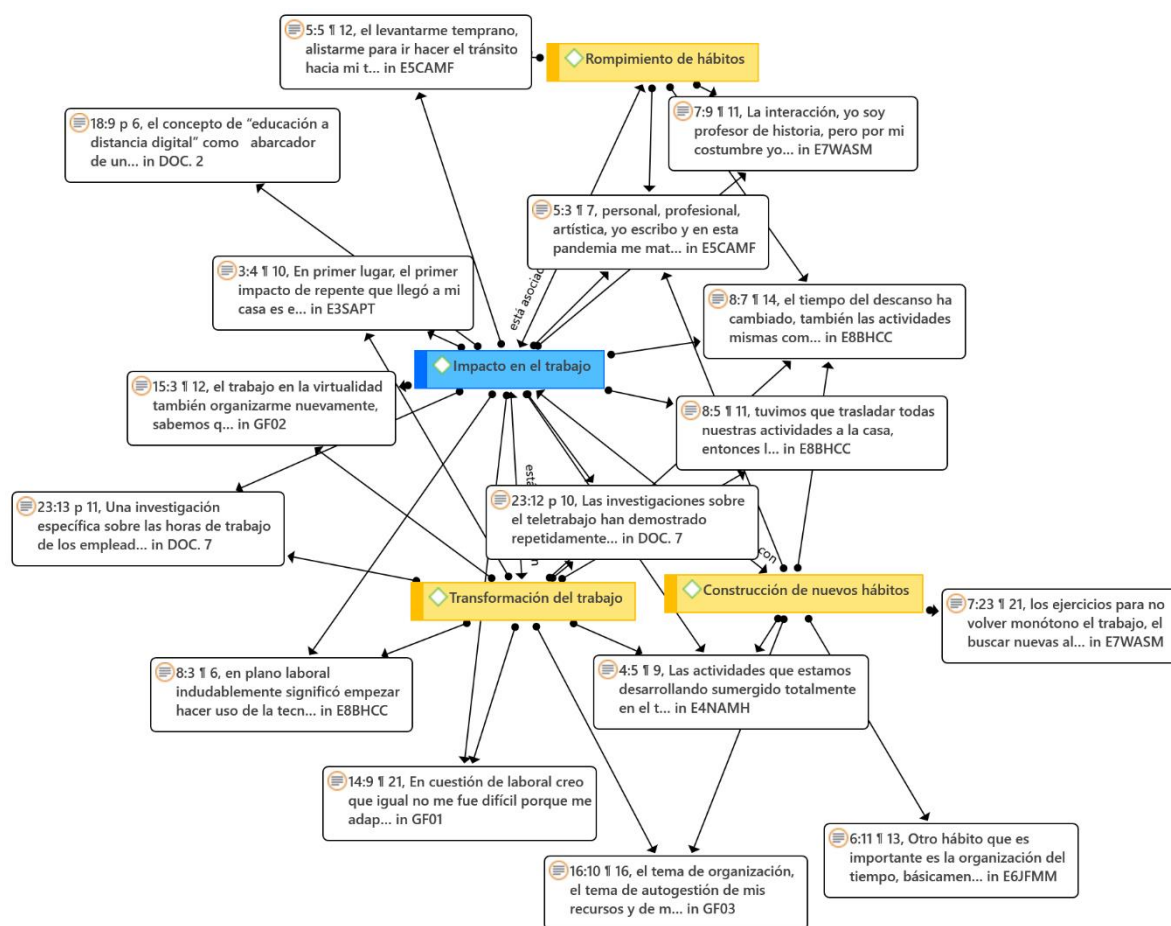 5:5 ¶ 12, el levantarme temprano,
alistarme para ir hacer el tránsito
hacia mi t... in E5CAMF
Rompimiento de hábitos
7:9 ¶ 11, La interacción, yo soy
profesor de historia, pero por mi
costumbre yo... in E7WASM
18:9 p 6, el concepto de “educación a
distancia digital” como abarcador
de un... in DOC. 2
5:3 ¶ 7, personal, profesional,
artística, yo escribo y en esta
pandemia me mat... in E5CAMF
3:4 ¶ 10, En primer lugar, el primer
impacto de repente que llegó a mi
casa es e... in E3SAPT
está asociad
8:7 ¶ 14, el tiempo del descanso ha
cambiado, también las actividades
mismas com... in E8BHCC
Impacto en el trabajo
15:3 ¶ 12, el trabajo en la virtualidad
también organizarme nuevamente,
sabemos q... in GF02
8:5 ¶ 11, tuvimos que trasladar todas
nuestras actividades a la casa,
entonces l... in E8BHCC
está
23:13 p 11, Una investigación
específica sobre las horas de trabajo
de los emplead... in DOC. 7
23:12 p 10, Las investigaciones sobre
el teletrabajo han demostrado
repetidamente... in DOC. 7
con
n
Transformación del trabajo
Construcción de nuevos hábitos
7:23 ¶ 21, los ejercicios para no
volver monótono el trabajo, el
buscar nuevas al... in E7WASM
8:3 ¶ 6, en plano laboral
indudablemente significó empezar
hacer uso de la tecn... in E8BHCC
4:5 ¶ 9, Las actividades que estamos
desarrollando sumergido totalmente
en el t... in E4NAMH
14:9 ¶ 21, En cuestión de laboral creo
que igual no me fue difícil porque me
adap... in GF01
6:11 ¶ 13, Otro hábito que es
importante es la organización del
tiempo, básicamen... in E6JFMM
16:10 ¶ 16, el tema de organización,
el tema de autogestión de mis
recursos y de m... in GF03